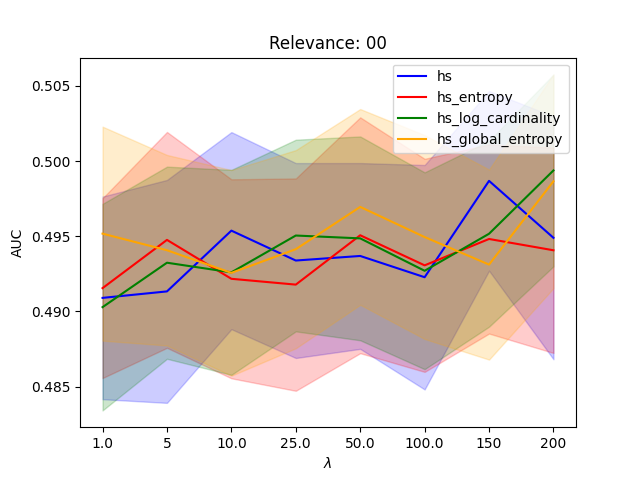 Relevance: 00
hs
hs_entropy
hs_log_cardinality
hs_global_entropy
AUC
0.505
0.500
0.495
0.490
0.485
1.0 5 10.0 25.0 50.0 100.0 150 200
λ